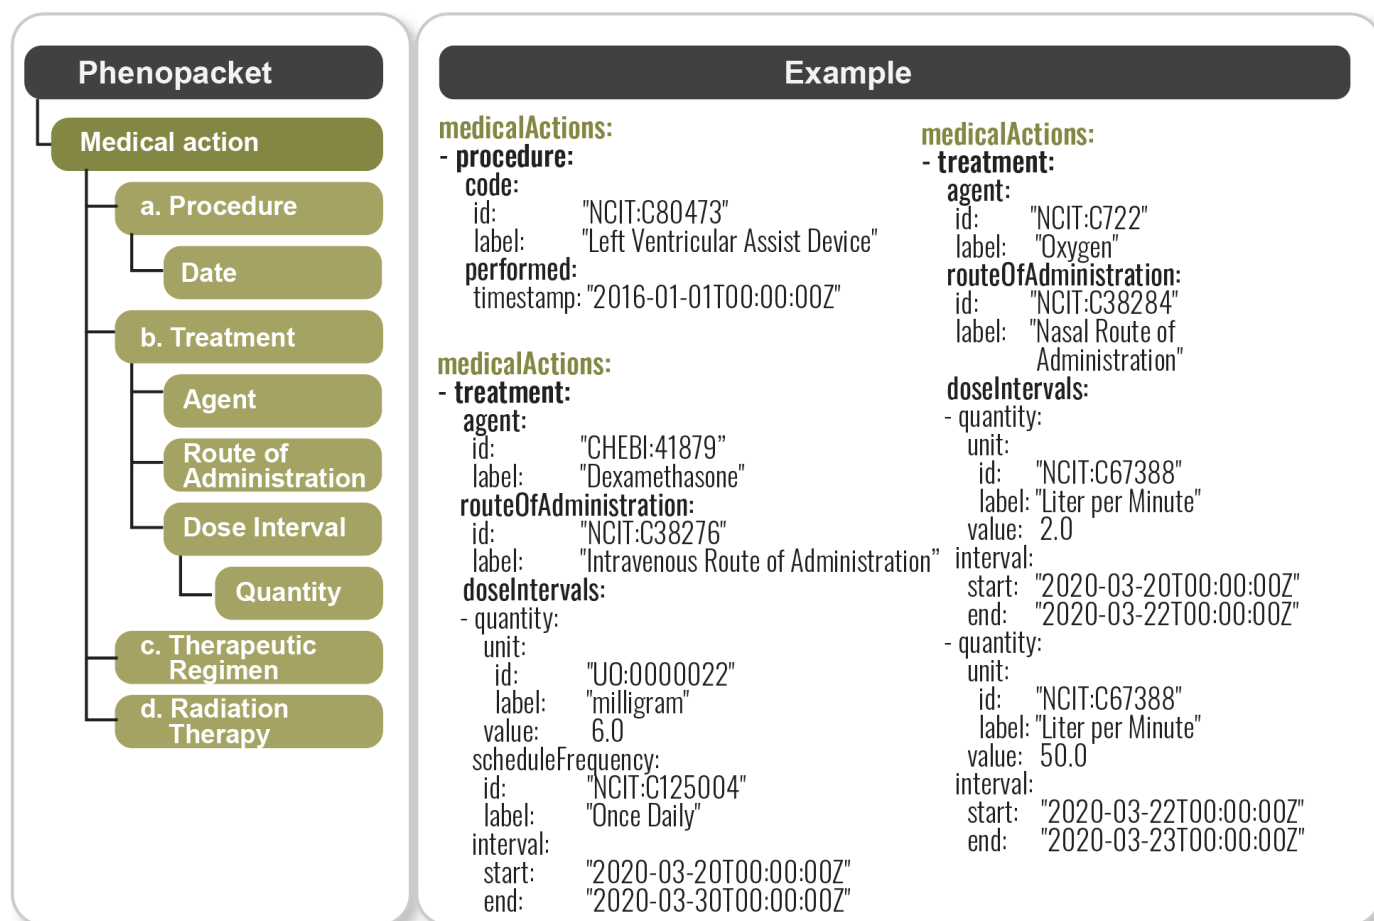 Phenopacket
Medical action
a. Procedure
Date
b. Treatment
Agent
Route of
Administration
Dose Interval
Quantity
c. Therapeutic
Regimen
d. Radiation
Therapy
Example
medicalActions:
- procedure:
code:
id: "NCIT:C80473"
label: "Left Ventricular Assist Device"
performed:
timestamp: "2016-01-01T00:00:00Z"
medicalActions:
- treatment:
agent:
id: "CHEBI:41879”
label: "Dexamethasone"
routeOfAdministration:
id: "NCIT:C38276"
label: "Intravenous Route of Administration”
doseIntervals:
- quantity:
unit:
id: "UO:0000022"
label: "milligram"
value: 6.0
scheduleFrequency:
id: "NCIT:C125004"
label: "Once Daily"
interval:
start: "2020-03-20T00:00:00Z"
end: "2020-03-30T00:00:00Z"
medicalActions:
- treatment:
agent:
id: "NCIT:C722"
label: "Oxygen"
routeOfAdministration:
id: "NCIT:C38284"
label: "Nasal Route of
Administration"
doseIntervals:
- quantity:
unit:
id: "NCIT:C67388"
label: "Liter per Minute"
value: 2.0
interval:
start: "2020-03-20T00:00:00Z"
end: "2020-03-22T00:00:00Z"
- quantity:
unit:
id: "NCIT:C67388"
label: "Liter per Minute"
value: 50.0
interval:
start: "2020-03-22T00:00:00Z"
end: "2020-03-23T00:00:00Z"